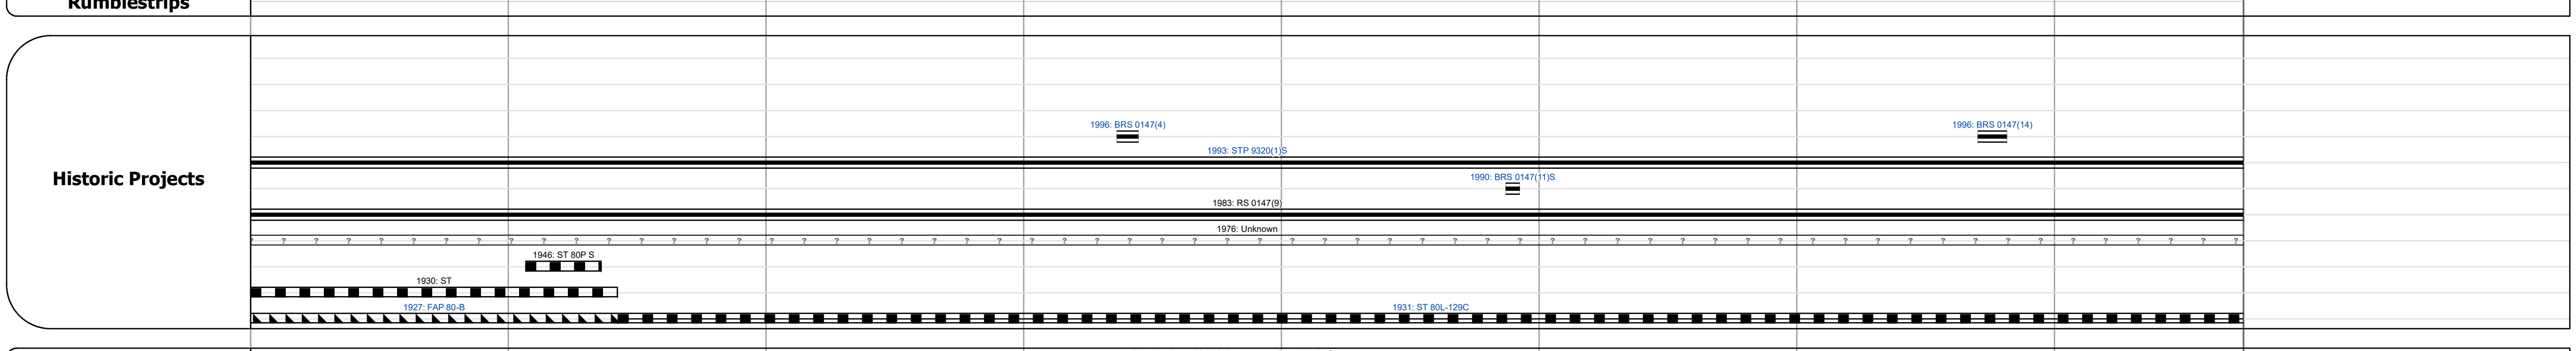 Rumblestrips
1996: BRS 0147(4)
1996: BRS 0147(14)
1993: STP 9320(1)S
Historic Projects
1990: BRS 0147(11)S
1983: RS 0147(9)
1976: Unknown
? ? ? ? ? ? ? ? ? ? ? ? ? ? ? ? ? ? ? ? ? ? ? ? ? ? ? ? ? ? ? ? ? ? ? ? ? ? ? ? ? ? ? ? ? ? ? ? ? ? ? ? ? ? ? ? ? ? ? ? ? ?
1946: ST 80P S
1930: ST
1927: FAP 80-B
1931: ST 80L-129C